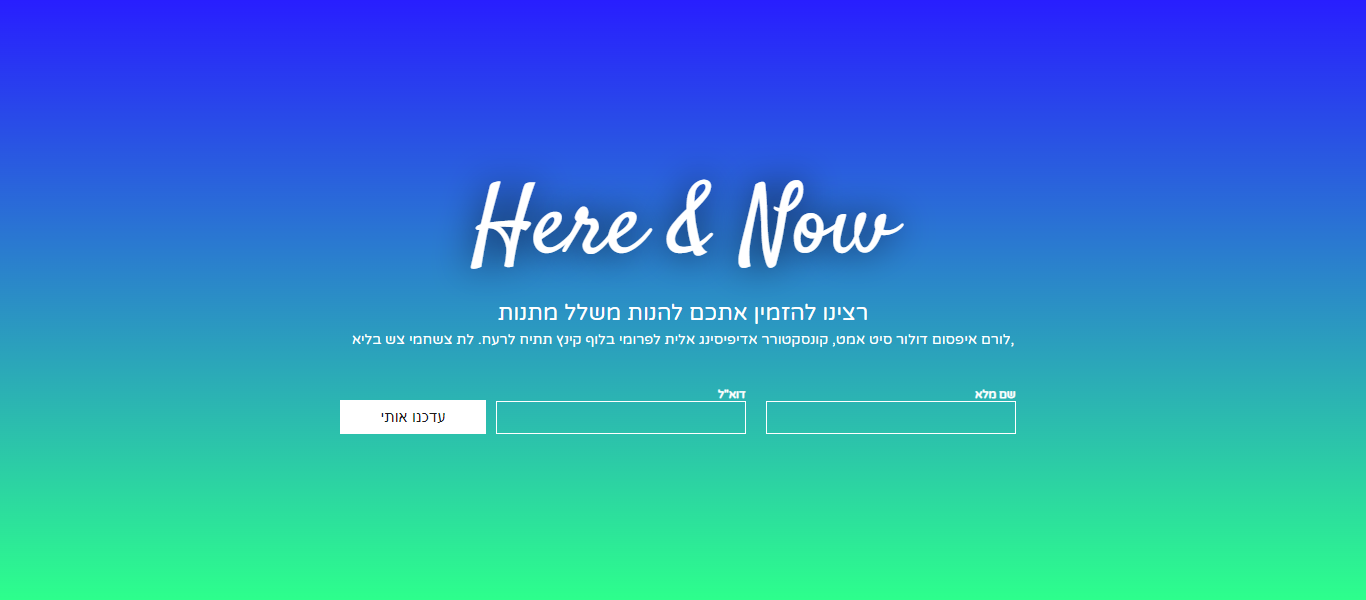 Here & Now
רצינו להזמין אתכם להנות משלל מתנות
לורם איפסום דולור סיט אמט, קונסקטורר אדיפיסינג אלית לפרומי בלוף קינץ תתיח לרעח. לת צשחמי צש בליא,
שם מלא
דוא"ל
עדכנו אותי